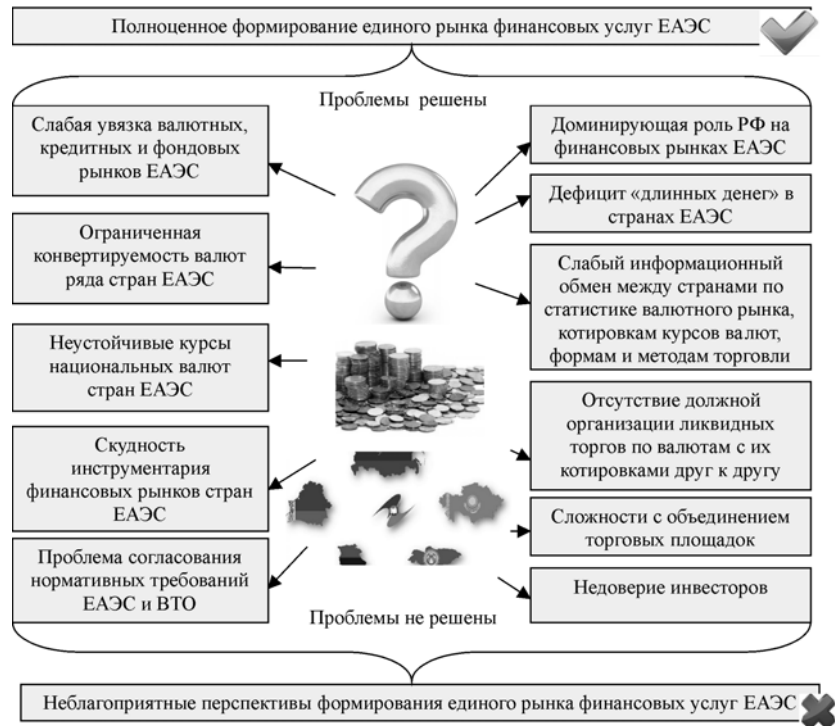 Полноценное формирование единого рынка финансовых услуг ЕАЭС
Проблемы решены
Слабая увязка валютных,
кредитных и фондовых
рынков ЕАЭС
Ограниченная
конвертируемость валют
ряда стран ЕАЭС
Неустойчивые курсы
национальных валют
стран ЕАЭС
Скудность
инструментария
финансовых рынков стран
ЕАЭС
Проблема согласования
нормативных требований
ЕАЭС и ВТО
Доминирующая роль РФ на
финансовых рынках ЕАЭС
Дефицит «длинных денег» в
странах ЕАЭС
Слабый информационный
обмен между странами по
статистике валютного рынка,
котировкам курсов валют,
формам и методам торговли
Отсутствие должной
организации ликвидных
торгов по валютам с их
котировками друг к другу
Сложности с объединением
торговых площадок
Недоверие инвесторов
Проблемы не решены
Неблагоприятные перспективы формирования единого рынка финансовых услуг ЕАЭС